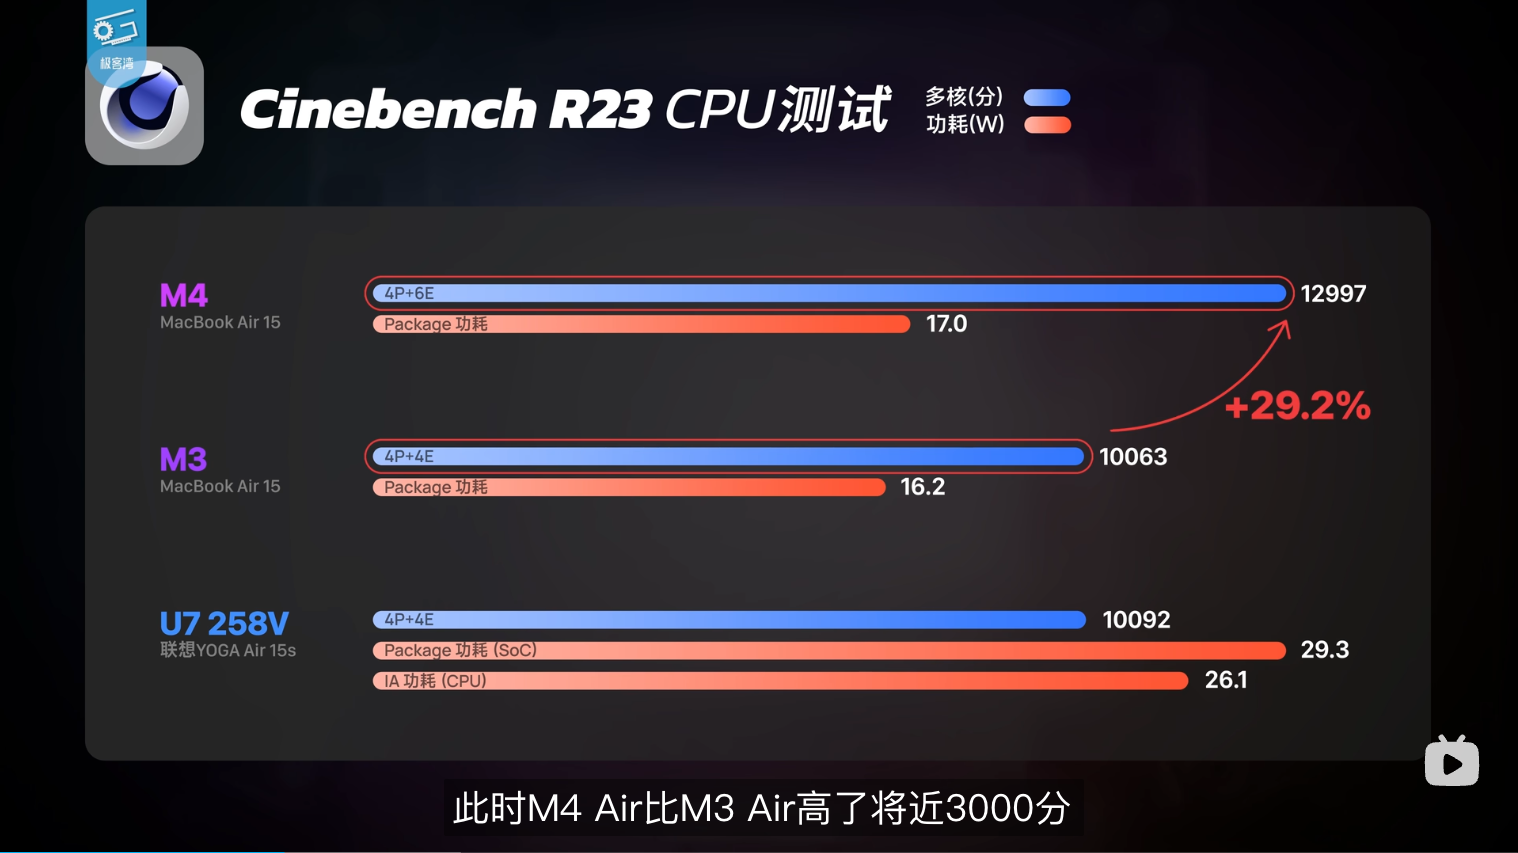 极客湾
Cinebench R23 CPU测试
多核(分)
功耗(W)
M4
MacBook Air 15
4P+6E
12997
Package 功耗
17.0
+29.2%
M3
MacBook Air 15
4P+4E
10063
Package 功耗
16.2
U7 258V
联想YOGA Air 15s
4P+4E
10092
Package 功耗 (SoC)
29.3
IA 功耗 (CPU)
26.1
此时M4 Air比M3 Air高了将近3000分